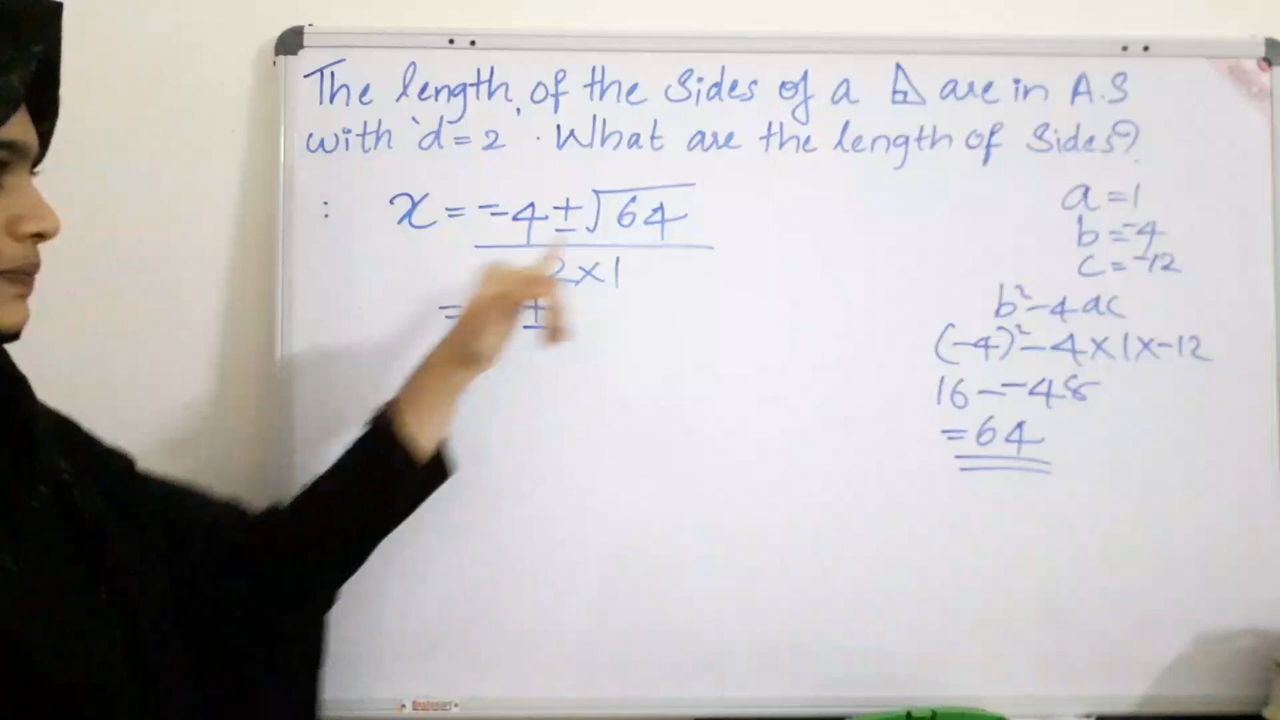 The length of the sides of a ◺ are in A.S
with 'd=2'. What are the length of sides?
: x = --4 ± √64
2×1
= ±
a=1
b=-4
c=-12
b²-4ac
(-4)²-4×1×-12
16--48
=64